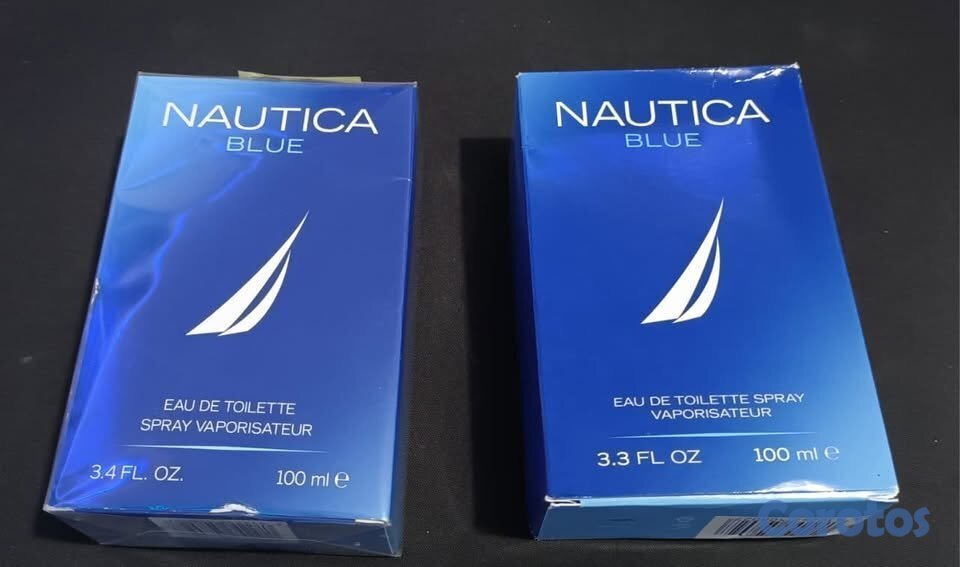 NAUTICA
BLUE
EAU DE TOILETTE
SPRAY VAPORISATEUR
3.4 FL. OZ.
100 ml e
NAUTICA
BLUE
EAU DE TOILETTE SPRAY
VAPORISATEUR
3.3 FL OZ
100 ml e
Corotos